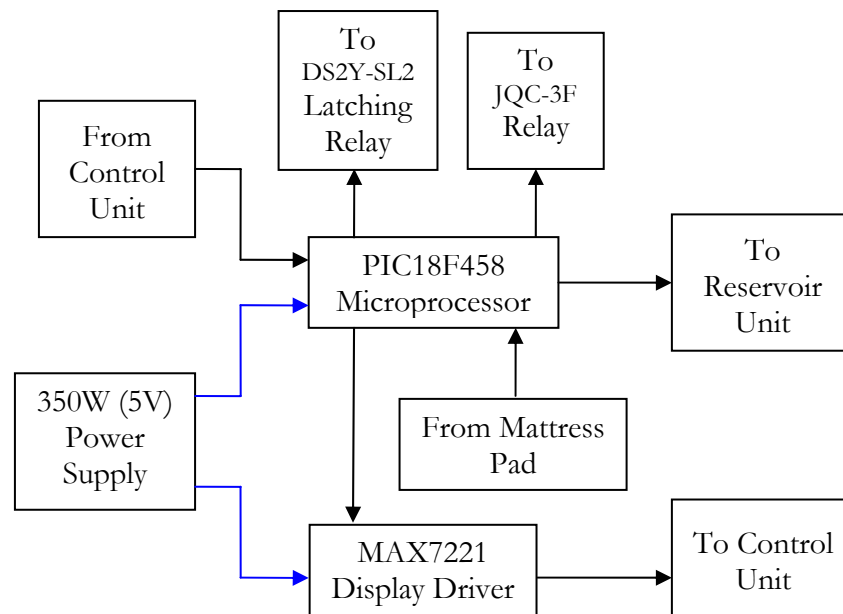 To
DS2Y-SL2
Latching
Relay
To
JQC-3F
Relay
From
Control
Unit
PIC18F458
Microprocessor
To
Reservoir
Unit
350W (5V)
Power
Supply
From Mattress
Pad
MAX7221
Display Driver
To Control
Unit